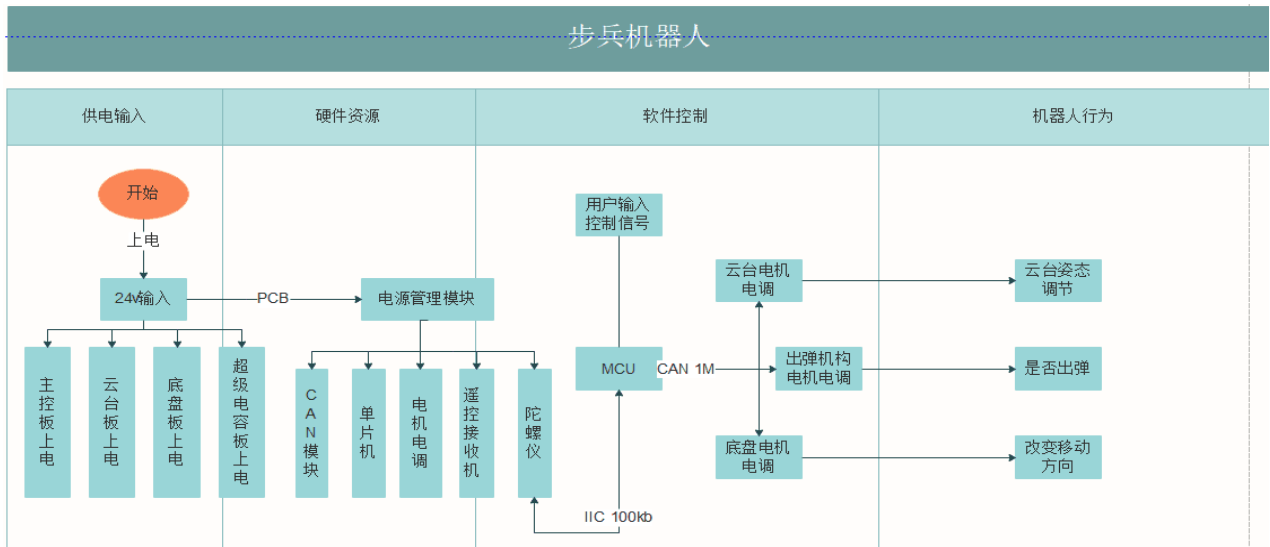 步兵机器人
供电输入
硬件资源
软件控制
机器人行为
开始
上电
24v输入
PCB
电源管理模块
主控板上电
云台板上电
底盘板上电
超级电容板上电
CAN模块
单片机
电机电调
遥控接收机
陀螺仪
用户输入
控制信号
MCU
CAN 1M
IIC 100kb
云台电机
电调
出弹机构
电机电调
底盘电机
电调
云台姿态
调节
是否出弹
改变移动
方向